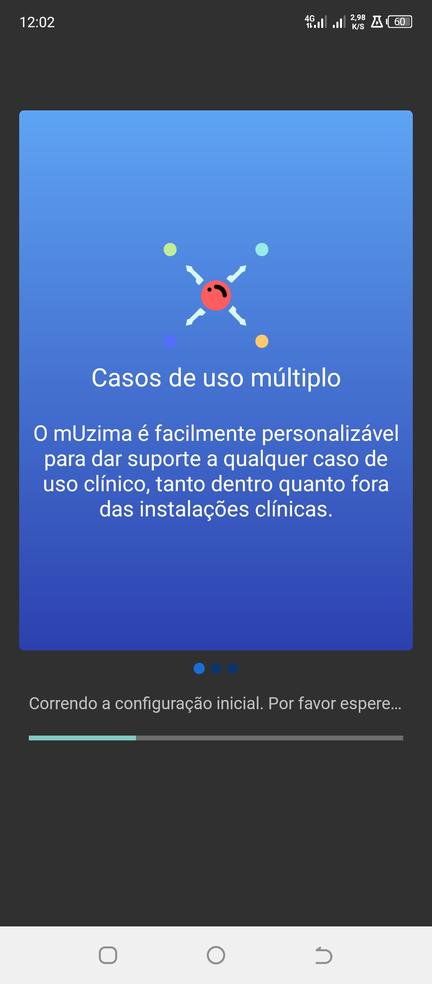 12:02
4G
2,98
K/S
60
Casos de uso múltiplo
O mUzima é facilmente personalizável
para dar suporte a qualquer caso de
uso clínico, tanto dentro quanto fora
das instalações clínicas.
Correndo a configuração inicial. Por favor espere...